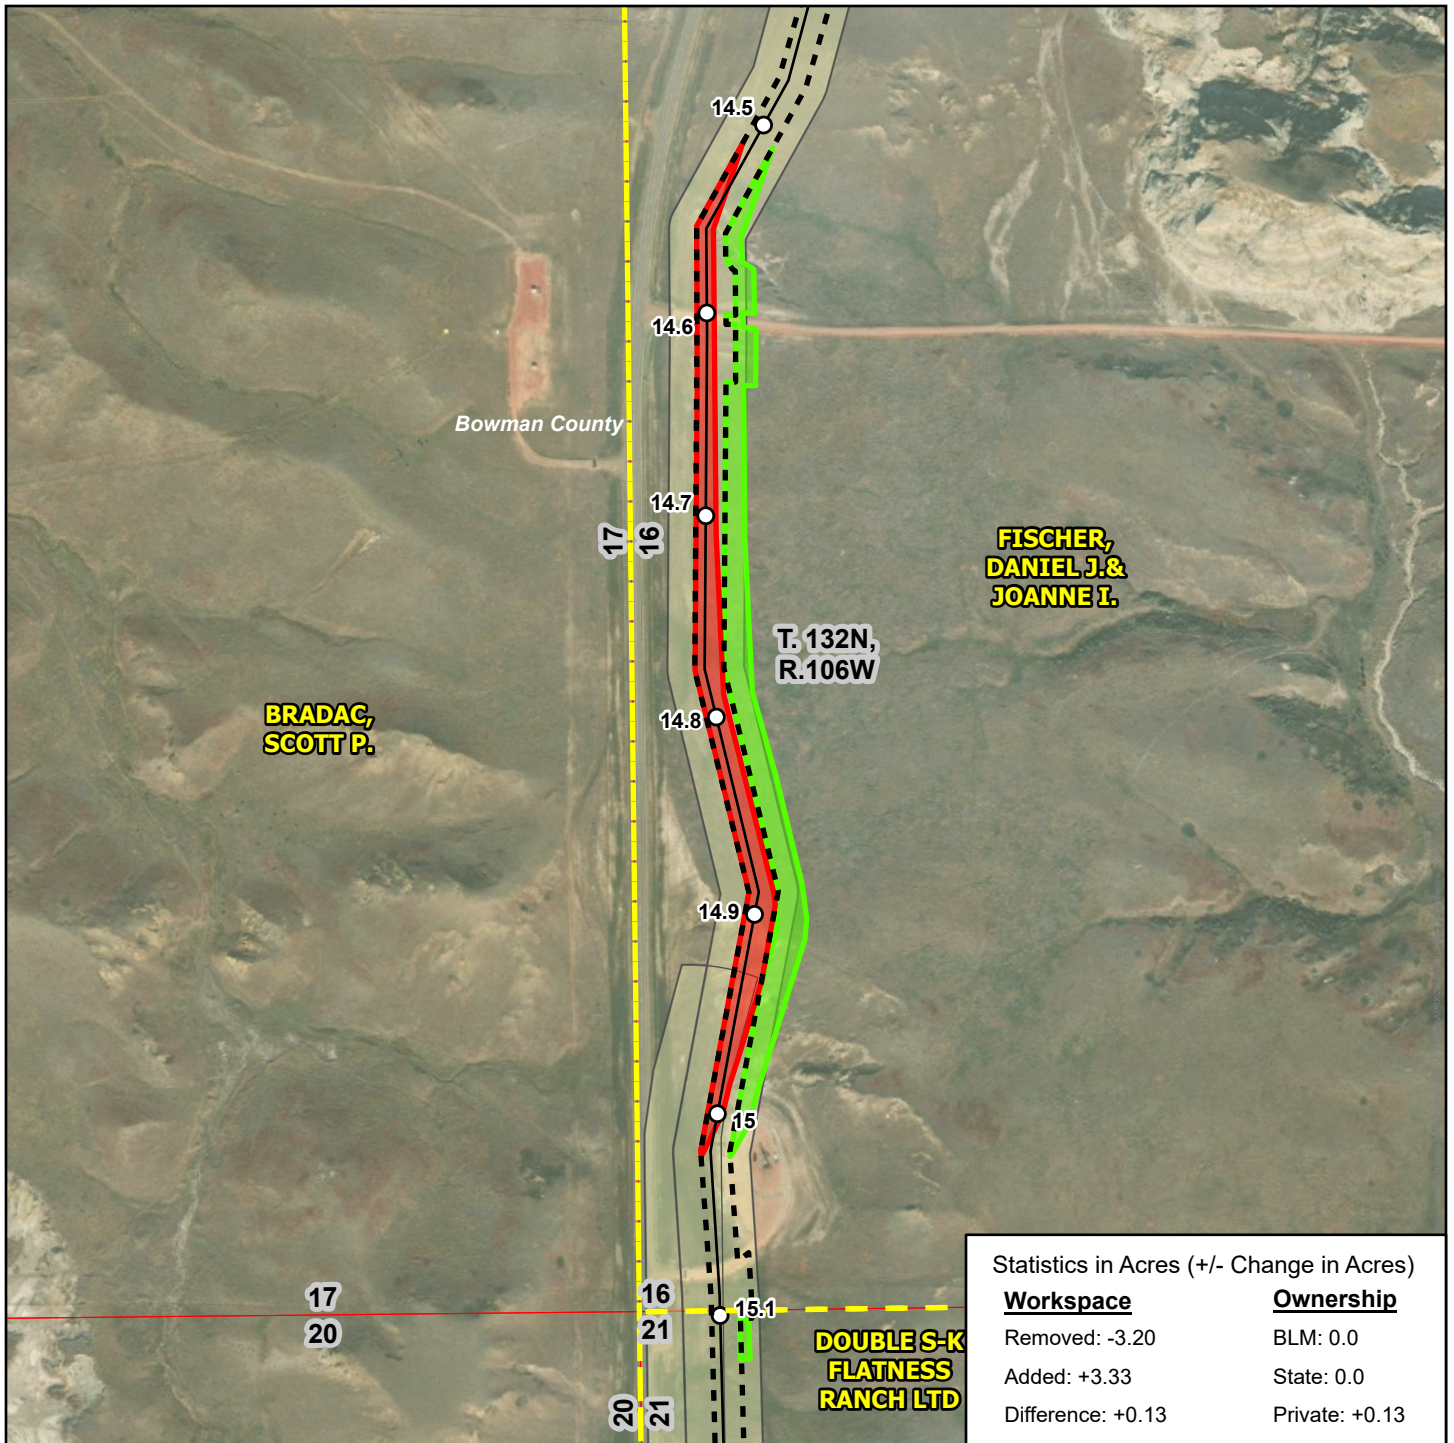 14.5
14.6
Bowman County
14.7
17
16
FISCHER,
DANIEL J.&
JOANNE I.
T. 132N,
R.106W
BRADAC,
SCOTT P.
14.8
14.9
15
17
16
15.1
20
21
DOUBLE S-K
FLATNESS
RANCH LTD
20
21
Statistics in Acres (+/- Change in Acres)
Workspace
Ownership
Removed: -3.20
BLM: 0.0
Added: +3.33
State: 0.0
Difference: +0.13
Private: +0.13